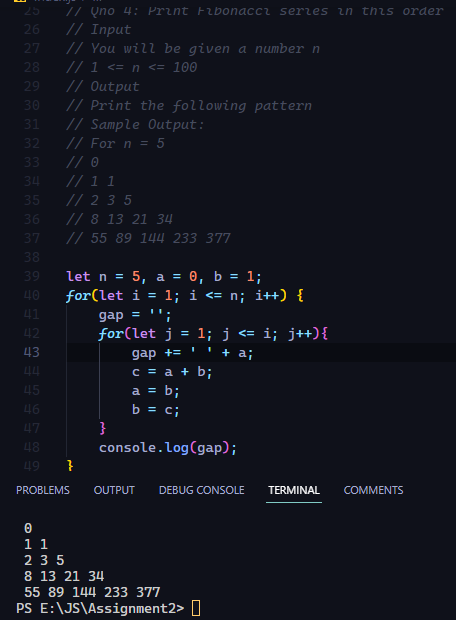 25 // Qno 4: Print Fibonacci series in this order
26 // Input
27 // You will be given a number n
28 // 1 <= n <= 100
29 // Output
30 // Print the following pattern
31 // Sample Output:
32 // For n = 5
33 // 0
34 // 1 1
35 // 2 3 5
36 // 8 13 21 34
37 // 55 89 144 233 377
38
39 let n = 5, a = 0, b = 1;
40 for(let i = 1; i <= n; i++) {
41 gap = '';
42 for(let j = 1; j <= i; j++){
43 gap += ' ' + a;
44 c = a + b;
45 a = b;
46 b = c;
47 }
48 console.log(gap);
49 }
PROBLEMS OUTPUT DEBUG CONSOLE TERMINAL COMMENTS
0
1 1
2 3 5
8 13 21 34
55 89 144 233 377
PS E:\JS\Assignment2>